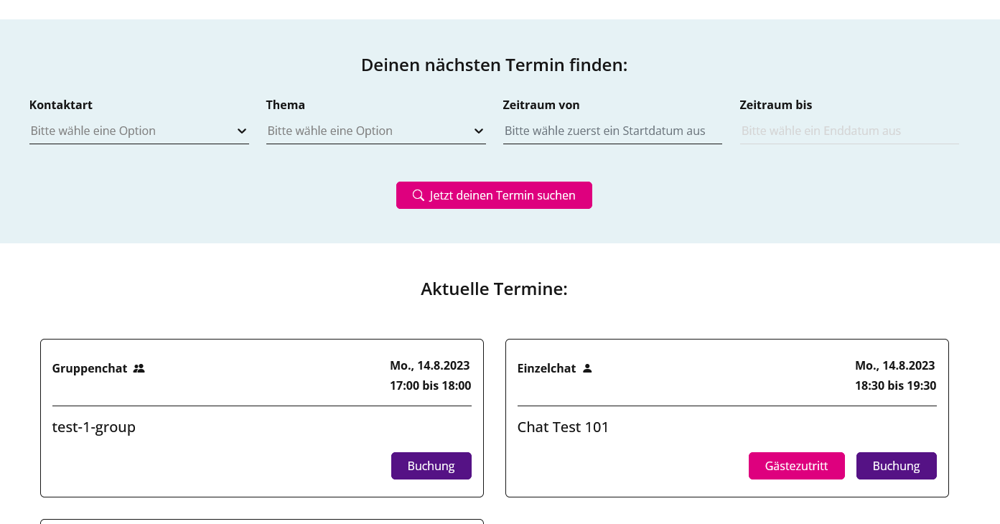 Deinen nächsten Termin finden:
Kontaktart
Bitte wähle eine Option
Thema
Bitte wähle eine Option
Zeitraum von
Bitte wähle zuerst ein Startdatum aus
Zeitraum bis
Bitte wähle ein Enddatum aus
Jetzt deinen Termin suchen
Aktuelle Termine:
Gruppenchat
Mo., 14.8.2023
17:00 bis 18:00
test-1-group
Buchung
Einzelchat
Mo., 14.8.2023
18:30 bis 19:30
Chat Test 101
Gästezutritt
Buchung